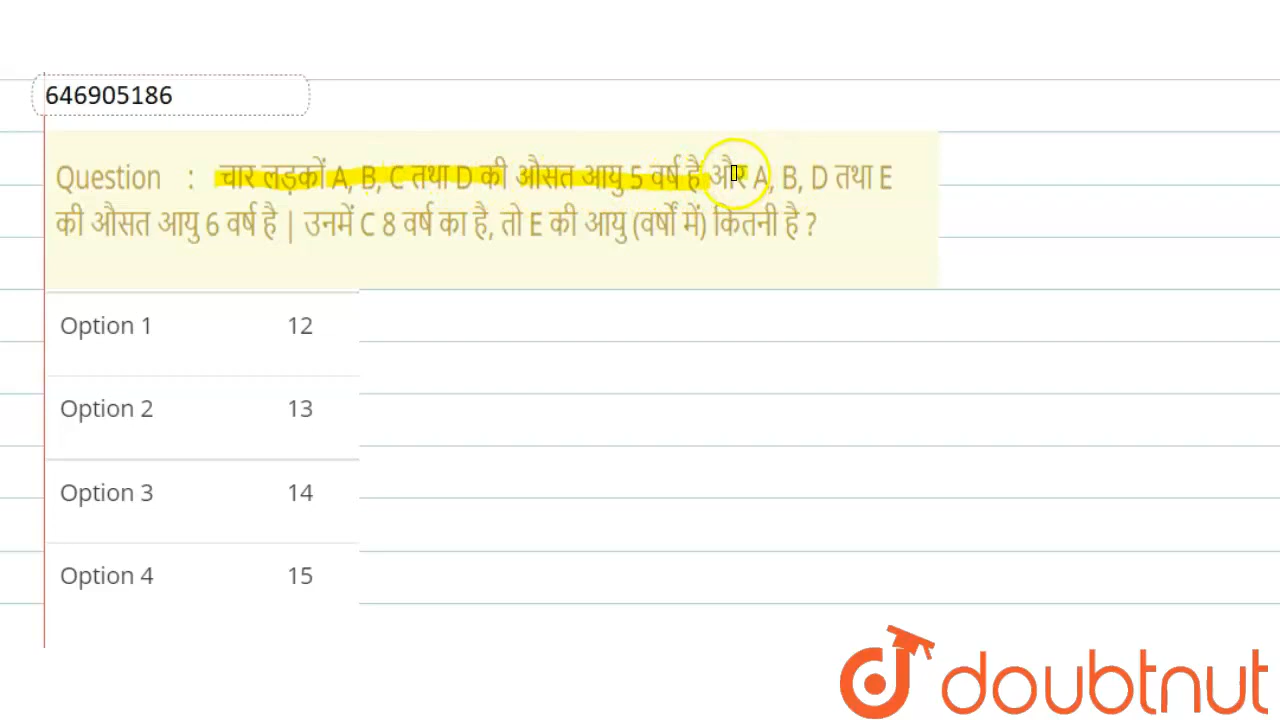 646905186
Question : चार लड़कों A, B, C तथा D की औसत आयु 5 वर्ष है और A, B, D तथा E
की औसत आयु 6 वर्ष है | उनमें C 8 वर्ष का है, तो E की आयु (वर्षों में) कितनी है ?
Option 1 12
Option 2 13
Option 3 14
Option 4 15
doubtnut